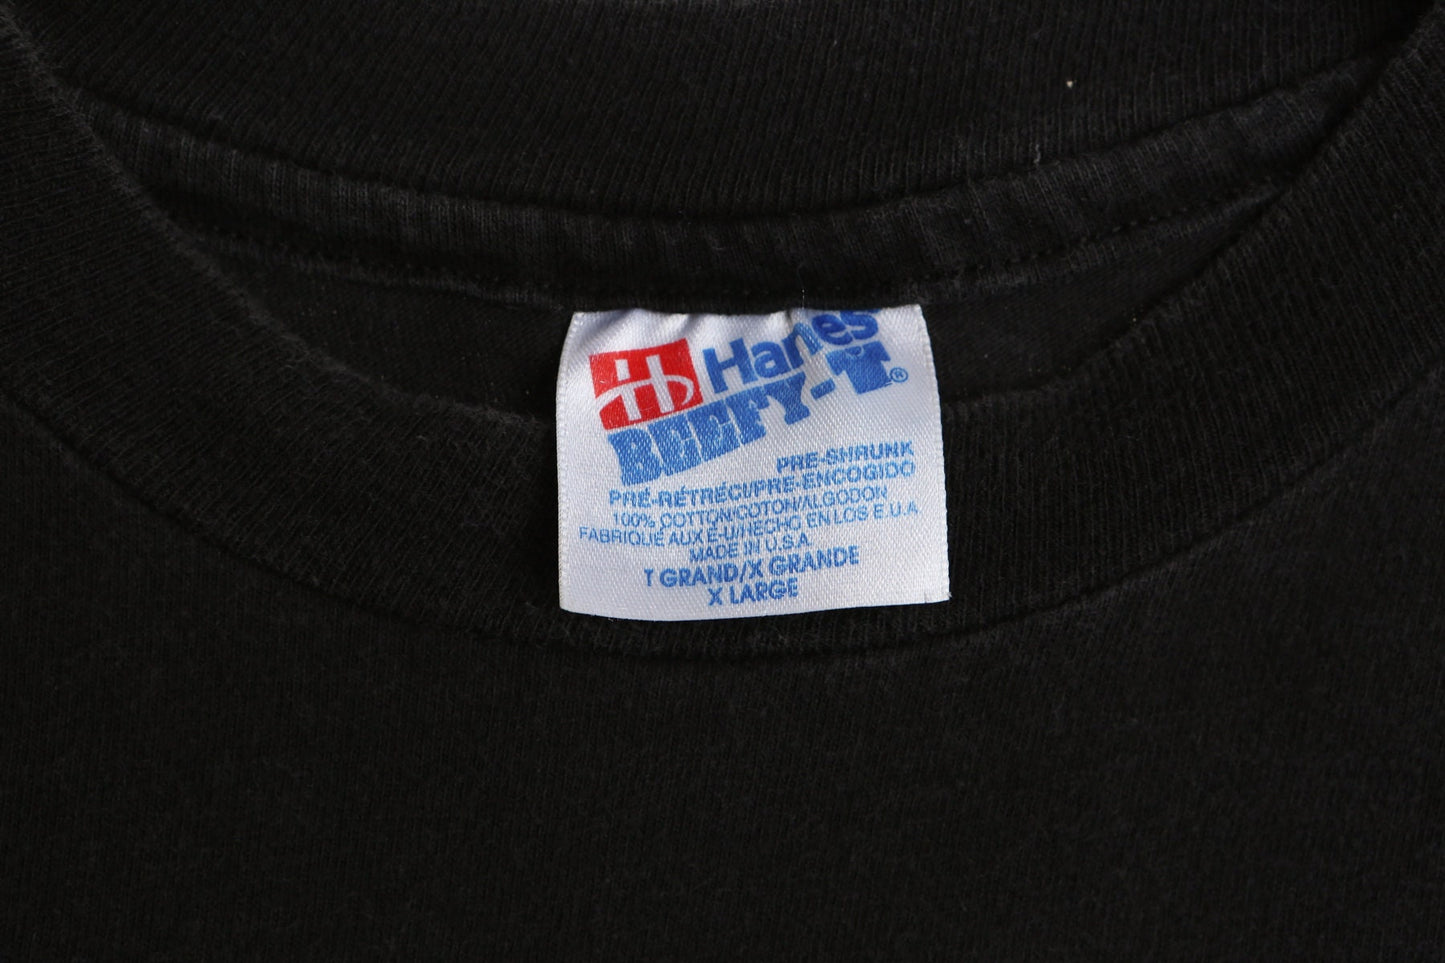 H Hanes
BEEFY-T®
PRE-SHRUNK
PRÉ-RÉTRÉCI/PRE-ENCOGIDO
100% COTTON/COTON/ALGODON
FABRIQUÉ AUX É-U/HECHO EN LOS E.U.A.
MADE IN U.S.A.
T GRAND/X GRANDE
X LARGE